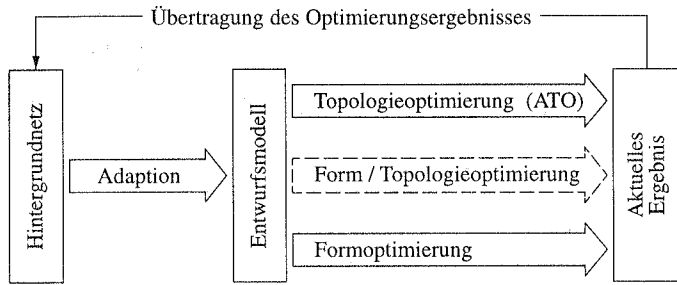 Übertragung des Optimierungsergebnisses
Hintergrundnetz
Adaption
Entwurfsmodell
Topologieoptimierung (ATO)
Form / Topologieoptimierung
Formoptimierung
Aktuelles
Ergebnis